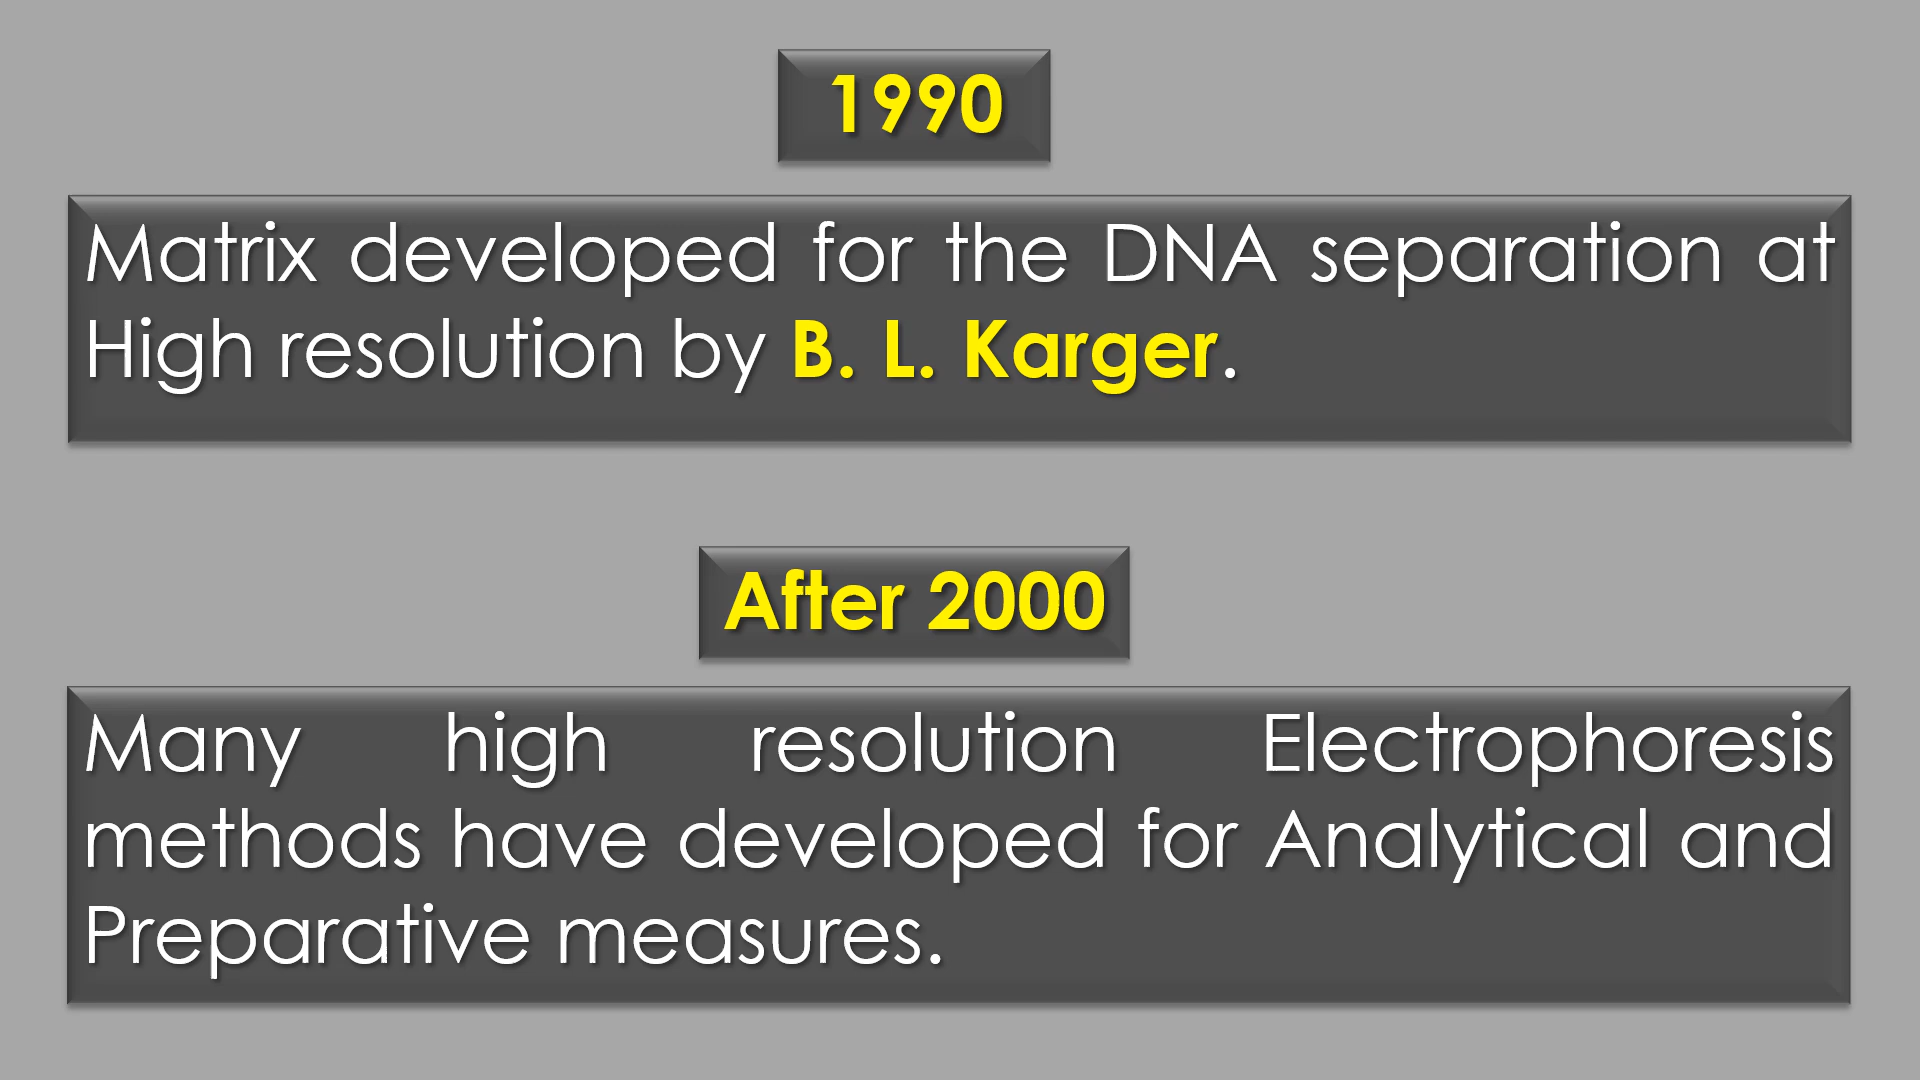 1990
Matrix developed for the DNA separation at
High resolution by B. L. Karger.
After 2000
Many high resolution Electrophoresis
methods have developed for Analytical and
Preparative measures.